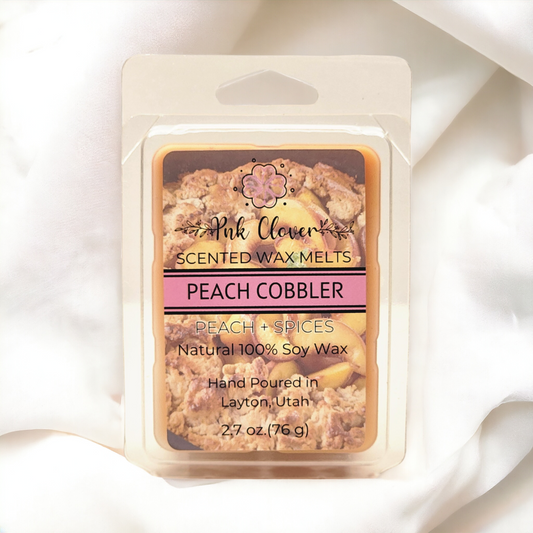 Pnk Clover
SCENTED WAX MELTS
PEACH COBBLER
PEACH + SPICES
Natural 100% Soy Wax
Hand Poured in
Layton, Utah
2.7 oz.(76 g)